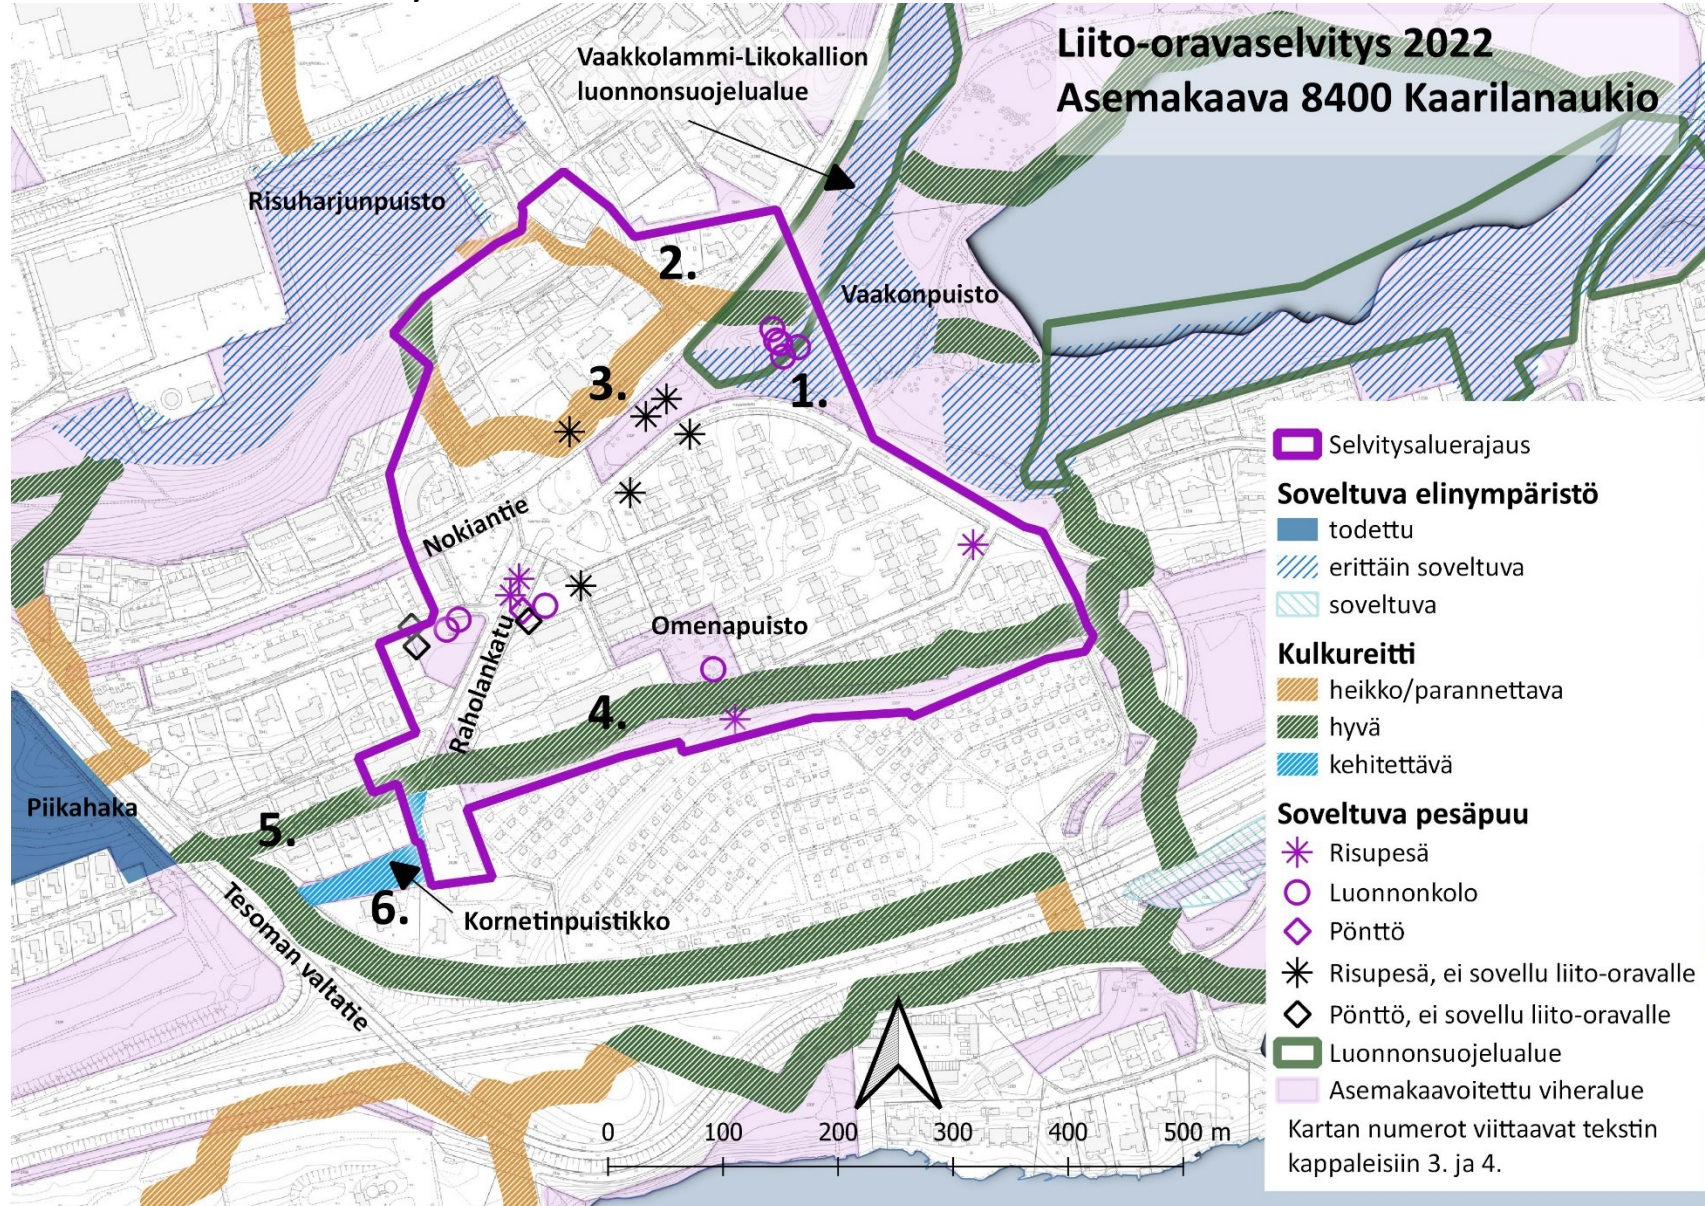 Liito-oravaselvitys 2022
Asemakaava 8400 Kaarilanaukio
Vaakkolammi-Likokallion
luonnonsuojelualue
Risuharjunpuisto
2.
Vaakonpuisto
3.
1.
Nokiantie
Omenapuisto
Raholankatu
4.
Piikahaka
5.
6.
Kornetinpuistikko
Tesoman valtatie
0 100 200 300 400 500 m
Selvitysaluerajaus
Soveltuva elinympäristö
todettu
erittäin soveltuva
soveltuva
Kulkureitti
heikko/parannettava
hyvä
kehitettävä
Soveltuva pesäpuu
Risupesä
Luonnonkolo
Pönttö
Risupesä, ei sovellu liito-oravalle
Pönttö, ei sovellu liito-oravalle
Luonnonsuojelualue
Asemakaavoitettu viheralue
Kartan numerot viittaavat tekstin
kappaleisiin 3. ja 4.